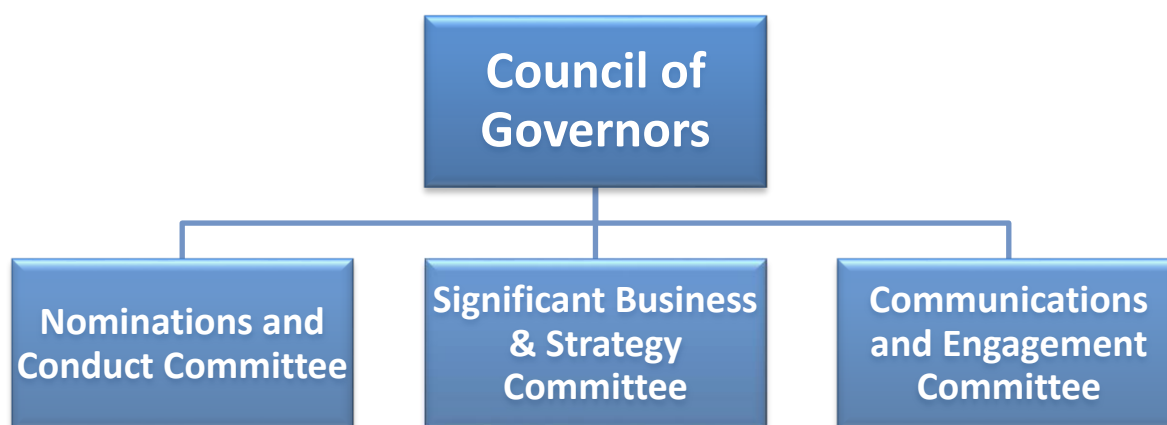 Council of
Governors
Nominations and
Conduct Committee
Significant Business
& Strategy
Committee
Communications
and Engagement
Committee